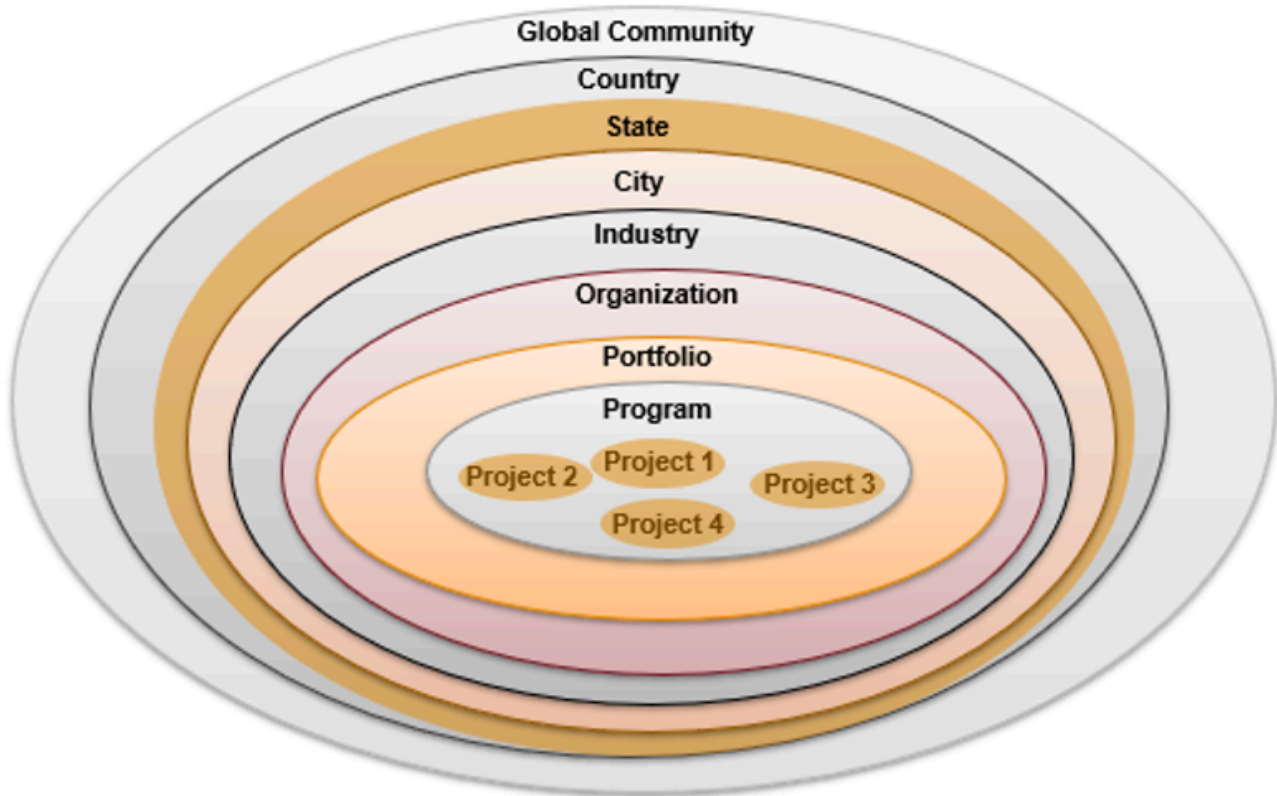 Global Community
Country
State
City
Industry
Organization
Portfolio
Program
Project 1
Project 2
Project 3
Project 4